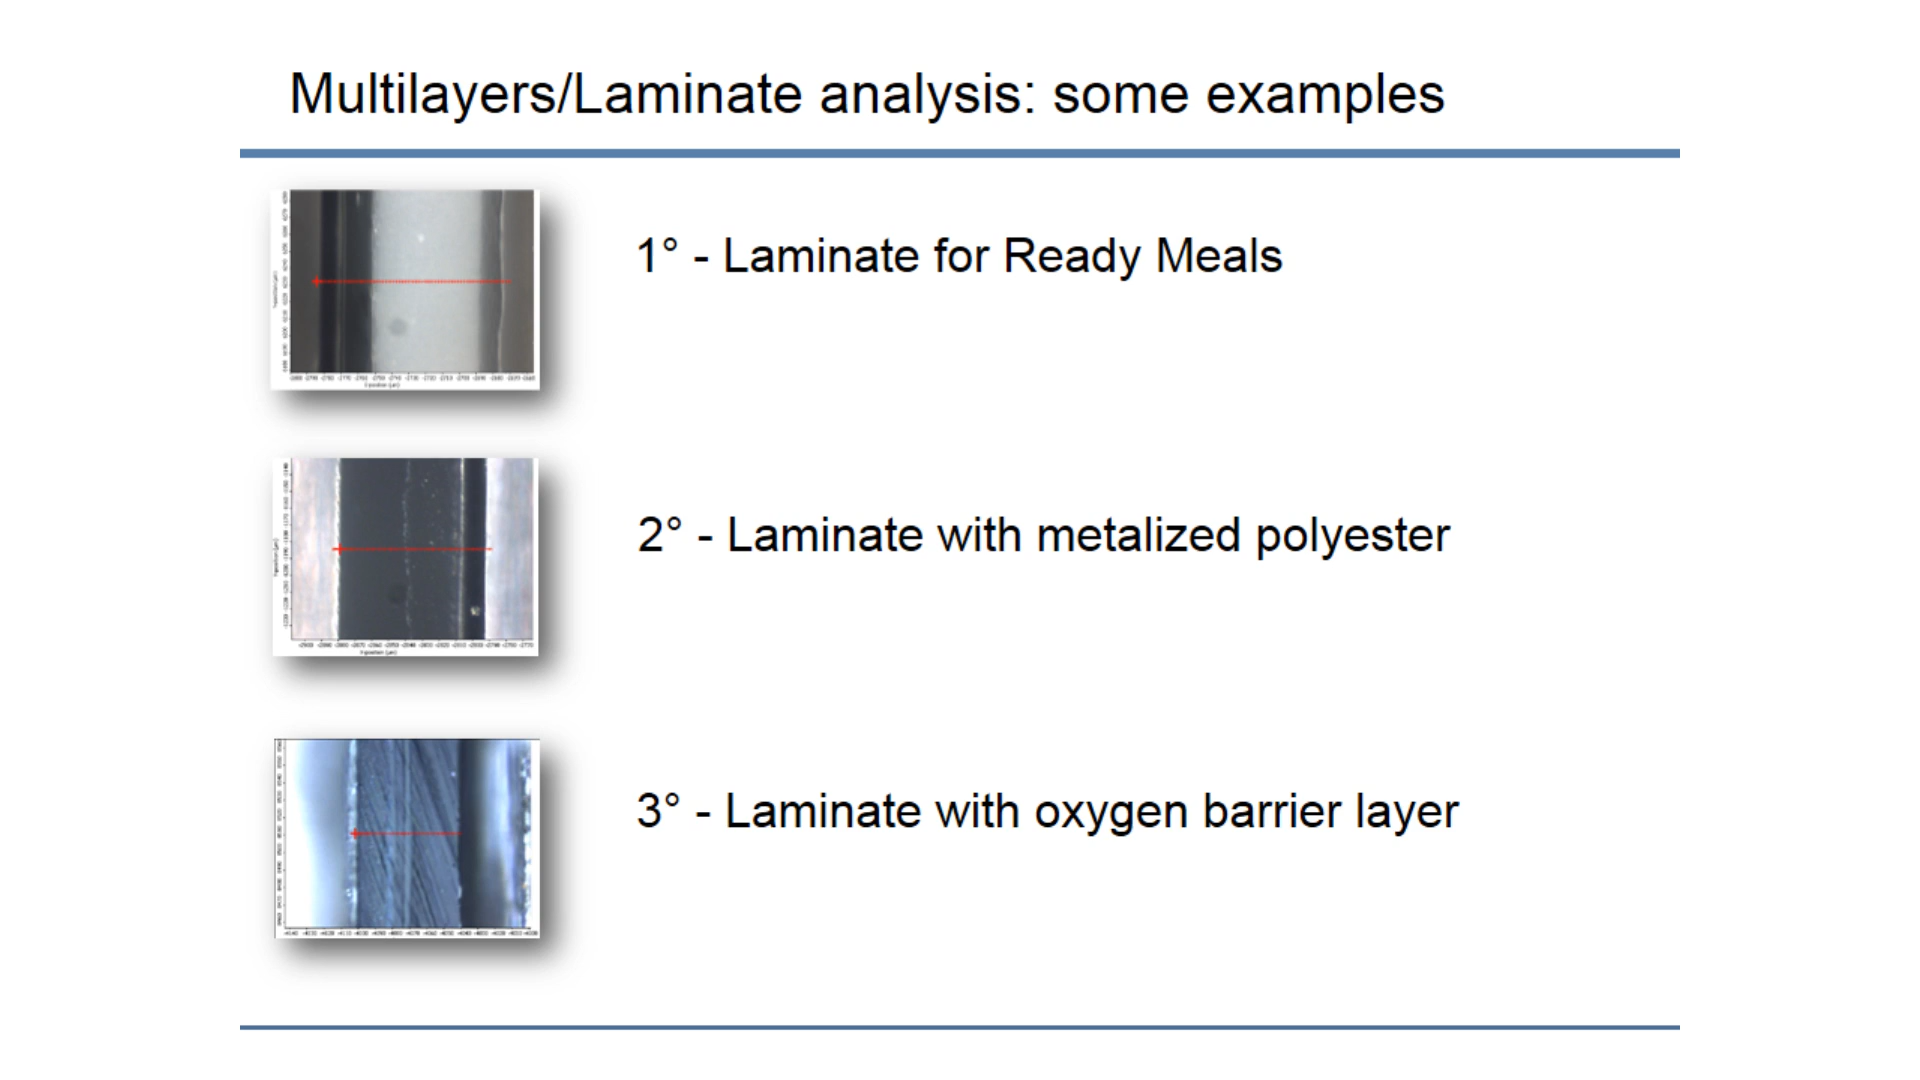 Multilayers/Laminate analysis: some examples
1° - Laminate for Ready Meals
2° - Laminate with metalized polyester
3° - Laminate with oxygen barrier layer